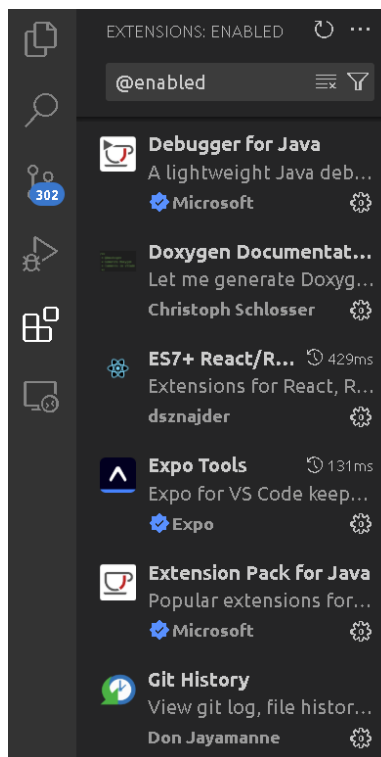 EXTENSIONS: ENABLED
@enabled
302
Debugger for Java
A lightweight Java deb...
Microsoft
Doxygen Documentat...
Let me generate Doxyg...
Christoph Schlosser
ES7+ React/R... 429ms
Extensions for React, R...
dsznajder
Expo Tools 131ms
Expo for VS Code keep...
Expo
Extension Pack for Java
Popular extensions for...
Microsoft
Git History
View git log, file histor...
Don Jayamanne